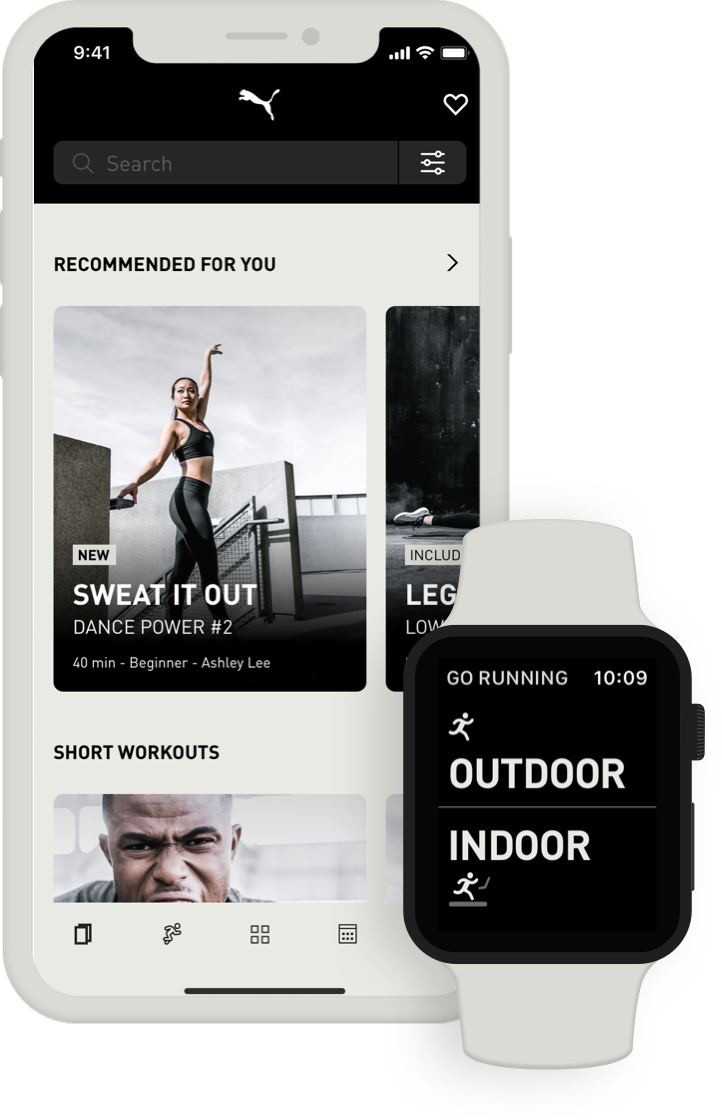 9:41
Search
RECOMMENDED FOR YOU
NEW
SWEAT IT OUT
DANCE POWER #2
40 min - Beginner - Ashley Lee
INCLUD
LEG
LOW
SHORT WORKOUTS
GO RUNNING 10:09
OUTDOOR
INDOOR